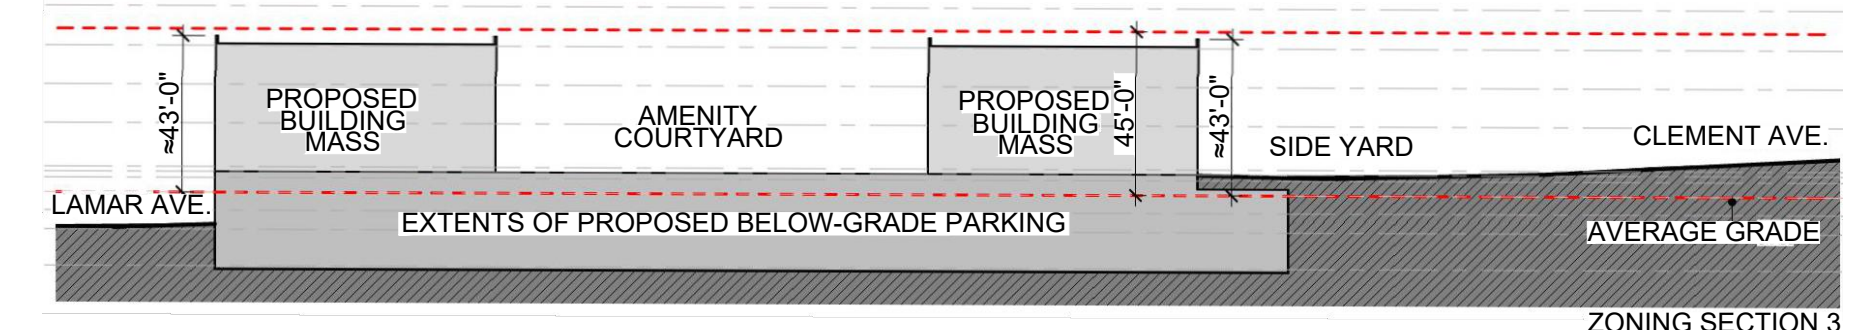 ≈43'-0"
PROPOSED
BUILDING
MASS
AMENITY
COURTYARD
PROPOSED
BUILDING
MASS
45'-0"
≈43'-0"
SIDE YARD
CLEMENT AVE.
LAMAR AVE.
EXTENTS OF PROPOSED BELOW-GRADE PARKING
AVERAGE GRADE
ZONING SECTION 3